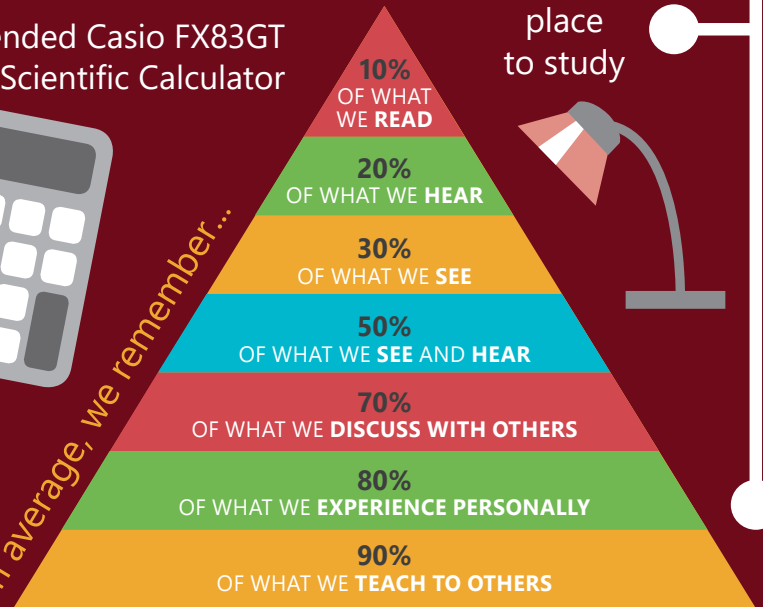 ended Casio FX83GT
Scientific Calculator
place
to study
average, we remember...
10%
OF WHAT
WE READ
20%
OF WHAT WE HEAR
30%
OF WHAT WE SEE
50%
OF WHAT WE SEE AND HEAR
70%
OF WHAT WE DISCUSS WITH OTHERS
80%
OF WHAT WE EXPERIENCE PERSONALLY
90%
OF WHAT WE TEACH TO OTHERS